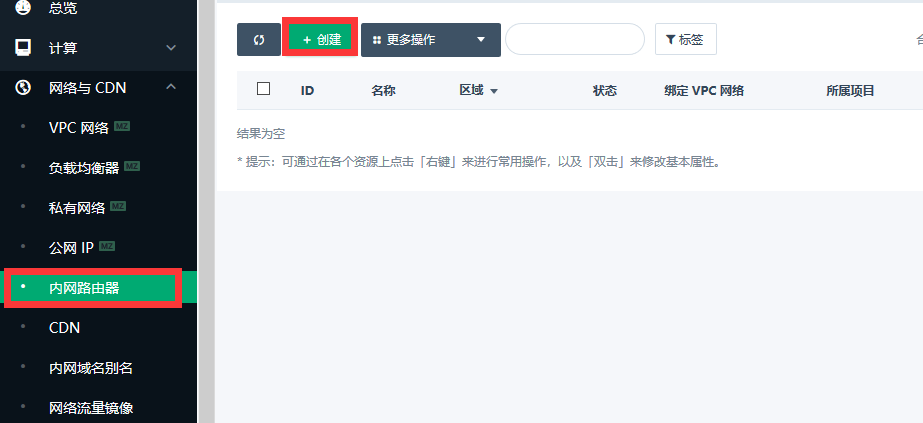 总览
计算
网络与 CDN
VPC 网络 MZ
负载均衡器 MZ
私有网络 MZ
公网 IP MZ
内网路由器
CDN
内网域名别名
网络流量镜像
+ 创建 更多操作 标签
ID 名称 区域 状态 绑定 VPC 网络 所属项目
结果为空
* 提示：可通过在各个资源上点击「右键」来进行常用操作，以及「双击」来修改基本属性。